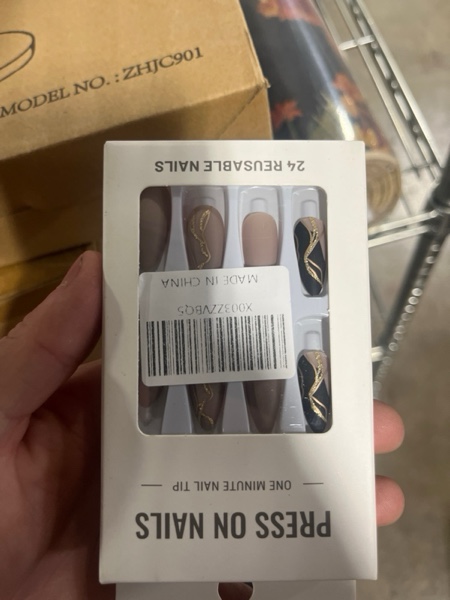 MODEL NO. : ZHJC901
PRESS ON NAILS
ONE MINUTE NAIL TIP
X003ZZVBQ5
MADE IN CHINA
24 REUSABLE NAILS